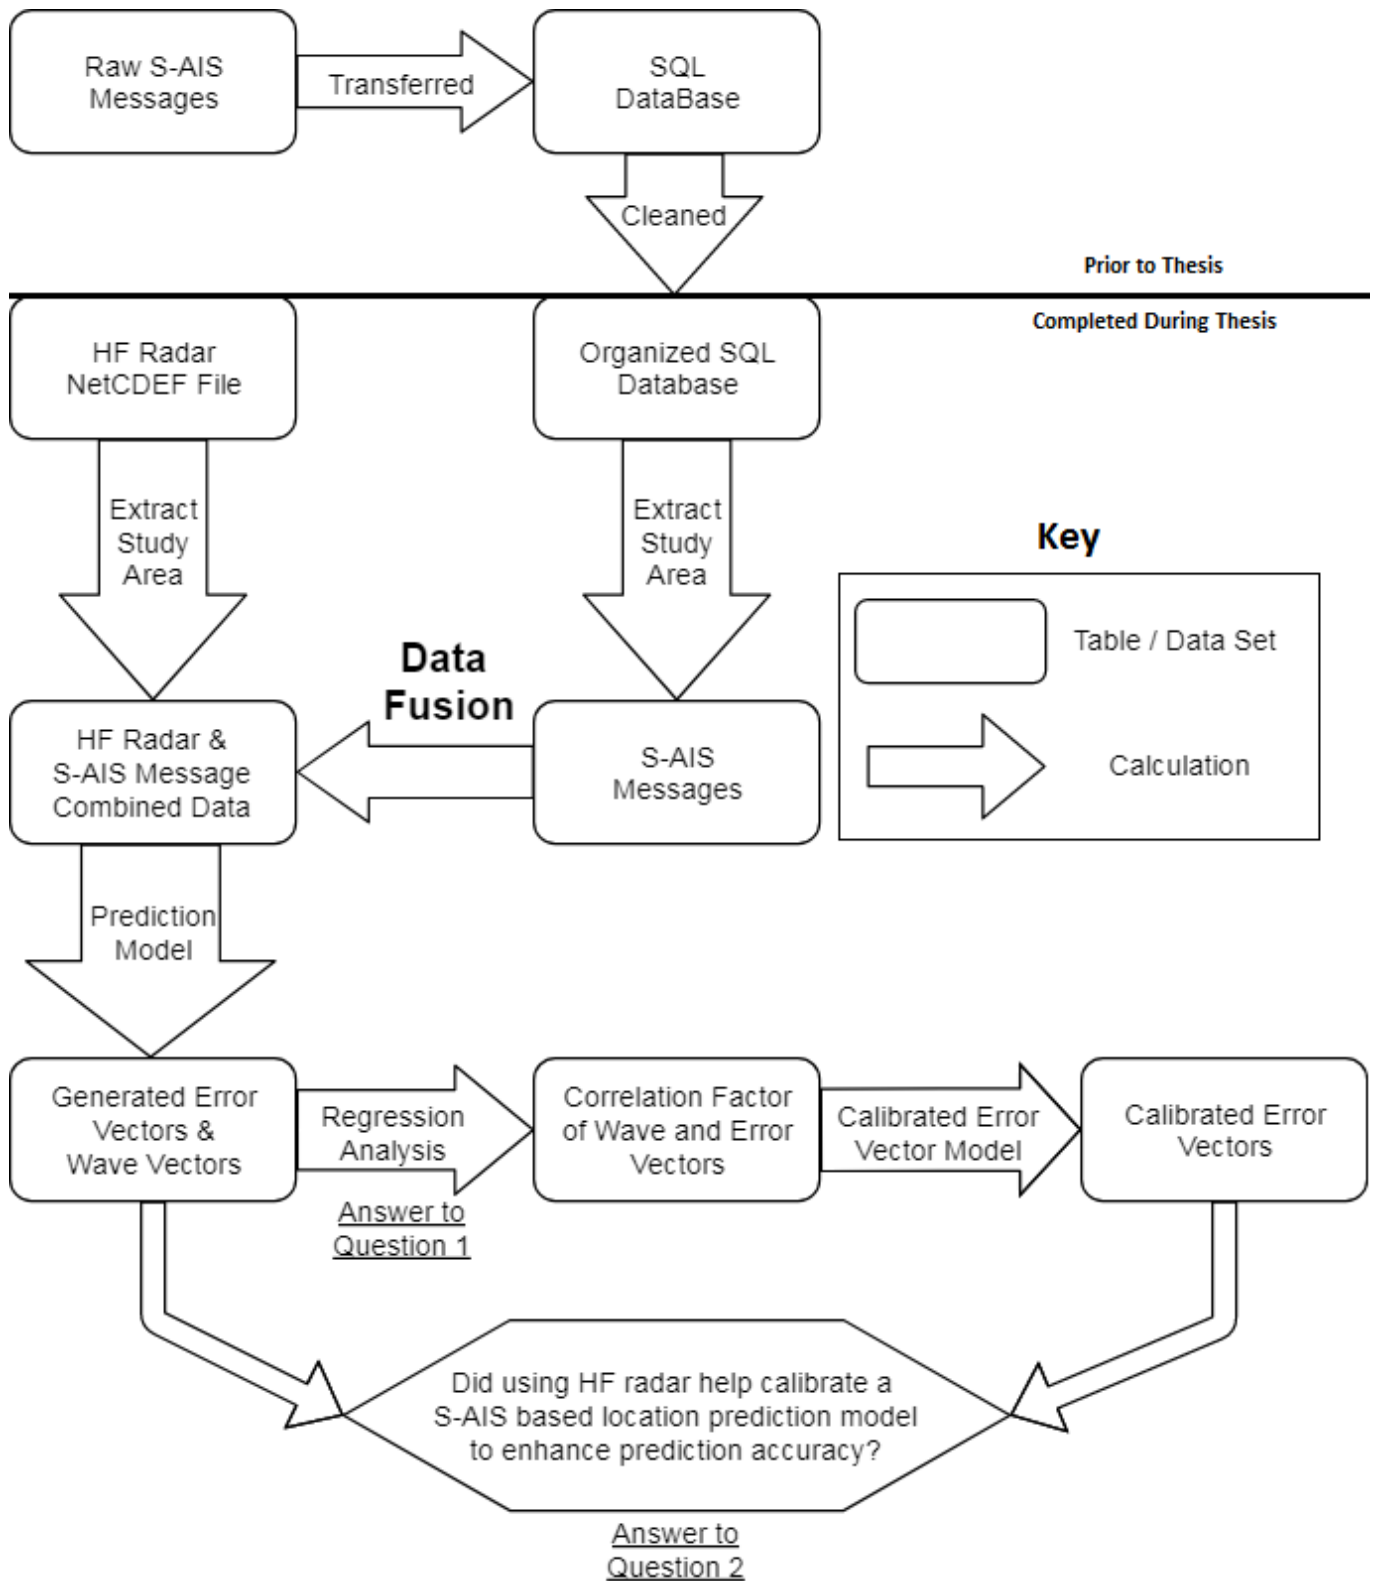 Raw S-AIS
Messages
Transferred
SQL
DataBase
Cleaned
Prior to Thesis
Completed During Thesis
HF Radar
NetCDEF File
Organized SQL
Database
Extract
Study
Area
Extract
Study
Area
Key
Table / Data Set
Calculation
Data
Fusion
HF Radar &
S-AIS Message
Combined Data
S-AIS
Messages
Prediction
Model
Generated Error
Vectors &
Wave Vectors
Regression
Analysis
Answer to
Question 1
Correlation Factor
of Wave and Error
Vectors
Calibrated Error
Vector Model
Calibrated Error
Vectors
Did using HF radar help calibrate a
S-AIS based location prediction model
to enhance prediction accuracy?
Answer to
Question 2